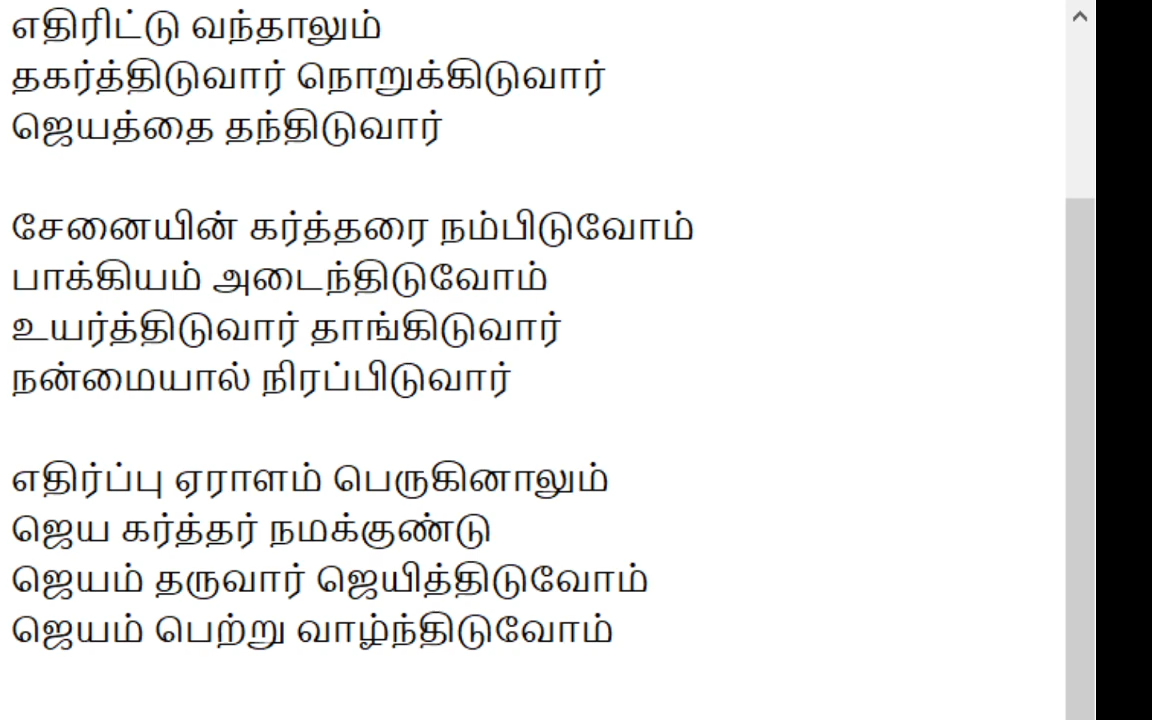 எதிரிட்டு வந்தாலும்
தகர்த்திடுவார் நொறுக்கிடுவார்
ஜெயத்தை தந்திடுவார்
சேனையின் கர்த்தரை நம்பிடுவோம்
பாக்கியம் அடைந்திடுவோம்
உயர்த்திடுவார் தாங்கிடுவார்
நன்மையால் நிரப்பிடுவார்
எதிர்ப்பு ஏராளம் பெருகினாலும்
ஜெய கர்த்தர் நமக்குண்டு
ஜெயம் தருவார் ஜெயித்திடுவோம்
ஜெயம் பெற்று வாழ்ந்திடுவோம்